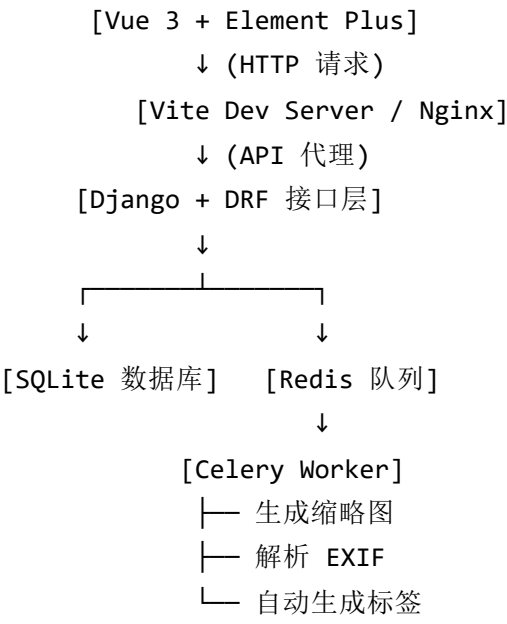 [Vue 3 + Element Plus]
↓ (HTTP 请求)
[Vite Dev Server / Nginx]
↓ (API 代理)
[Django + DRF 接口层]
↓
┌──────┴──────┐
↓ ↓
[SQLite 数据库] [Redis 队列]
↓
[Celery Worker]
├── 生成缩略图
├── 解析 EXIF
└── 自动生成标签